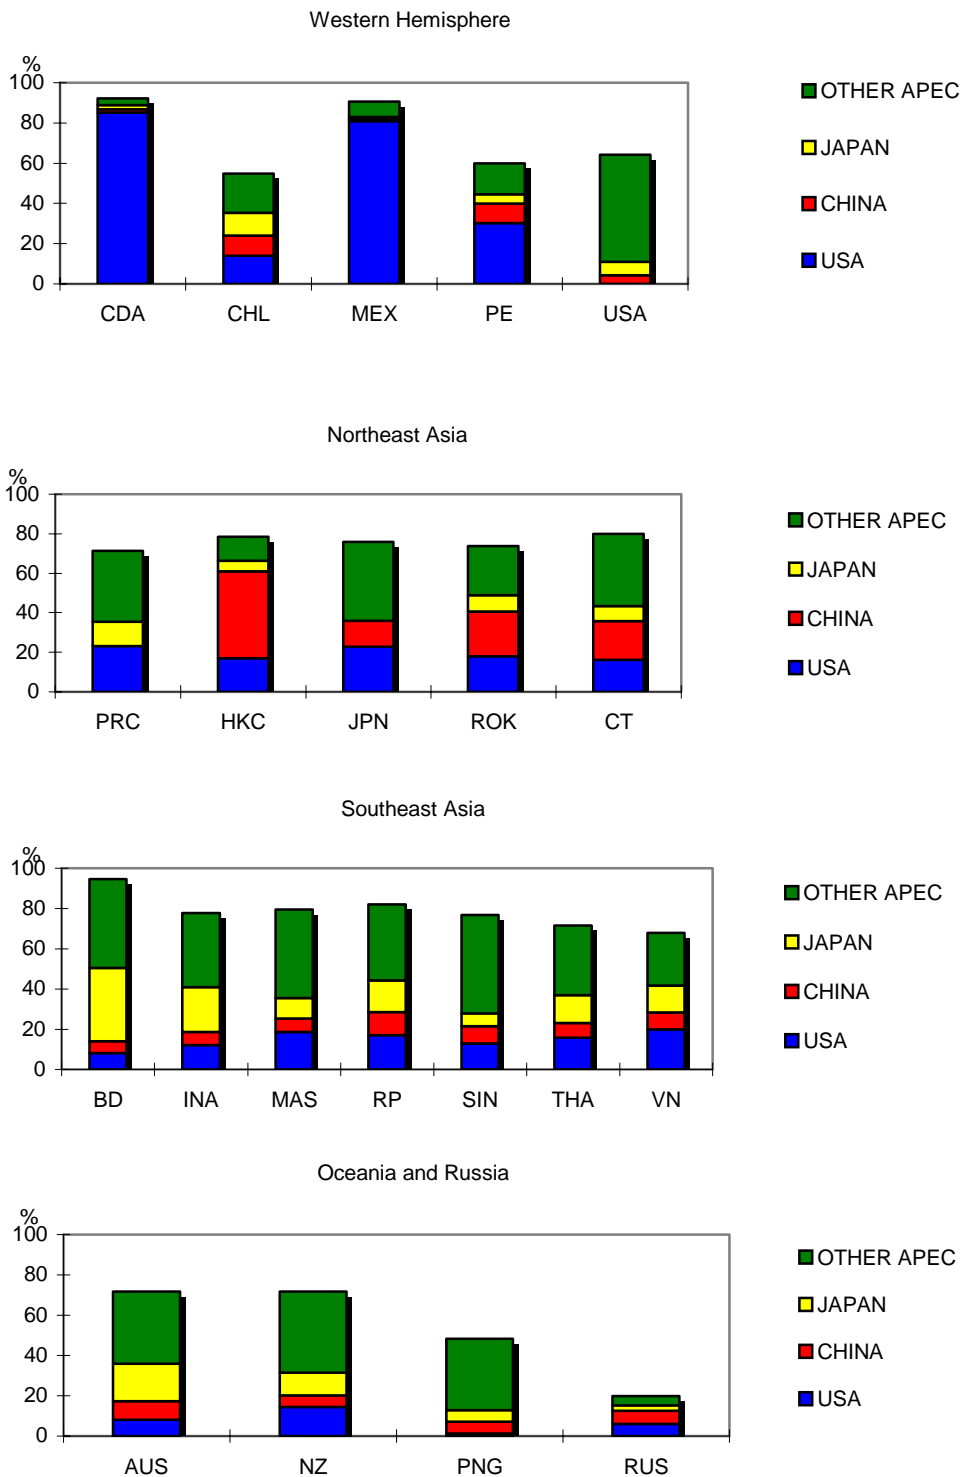 Western Hemisphere
%
100
80
60
40
20
0
CDA CHL MEX PE USA
OTHER APEC
JAPAN
CHINA
USA
Northeast Asia
%
100
80
60
40
20
0
PRC HKC JPN ROK CT
OTHER APEC
JAPAN
CHINA
USA
Southeast Asia
%
100
80
60
40
20
0
BD INA MAS RP SIN THA VN
OTHER APEC
JAPAN
CHINA
USA
Oceania and Russia
%
100
80
60
40
20
0
AUS NZ PNG RUS
OTHER APEC
JAPAN
CHINA
USA